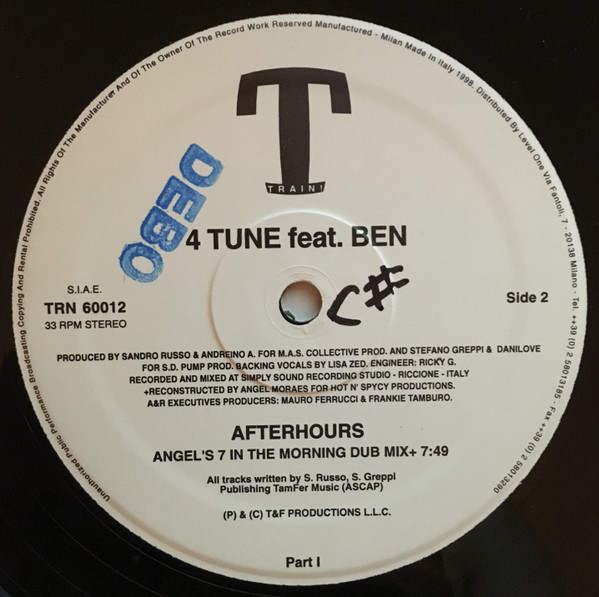 Unauthorized Public Performance Broadcasting Copying And Rental Prohibited. All Rights Of The Manufacturer And Of The Owner Of The Record Work Reserved Manufactured - Milan Made In Italy 1998. Distributed By Level One Via Fantoli, 7 - 20138 Milano - Tel. ++39 (0) 2 58013185 - Fax ++39 (0) 2 58013290
T
TRAIN!
DEBO
4 TUNE feat. BEN
C#
S.I.A.E.
TRN 60012
33 RPM STEREO
Side 2
PRODUCED BY SANDRO RUSSO & ANDREINO A. FOR M.A.S. COLLECTIVE PROD. AND STEFANO GREPPI & DANILOVE
FOR S.D. PUMP PROD. BACKING VOCALS BY LISA ZED. ENGINEER: RICKY G.
RECORDED AND MIXED AT SIMPLY SOUND RECORDING STUDIO - RICCIONE - ITALY
+RECONSTRUCTED BY ANGEL MORAES FOR HOT N' SPYCY PRODUCTIONS.
A&R EXECUTIVES PRODUCERS: MAURO FERRUCCI & FRANKIE TAMBURO.
AFTERHOURS
ANGEL'S 7 IN THE MORNING DUB MIX+ 7:49
All tracks written by S. Russo, S. Greppi
Publishing TamFer Music (ASCAP)
(P) & (C) T&F PRODUCTIONS L.L.C.
Part I